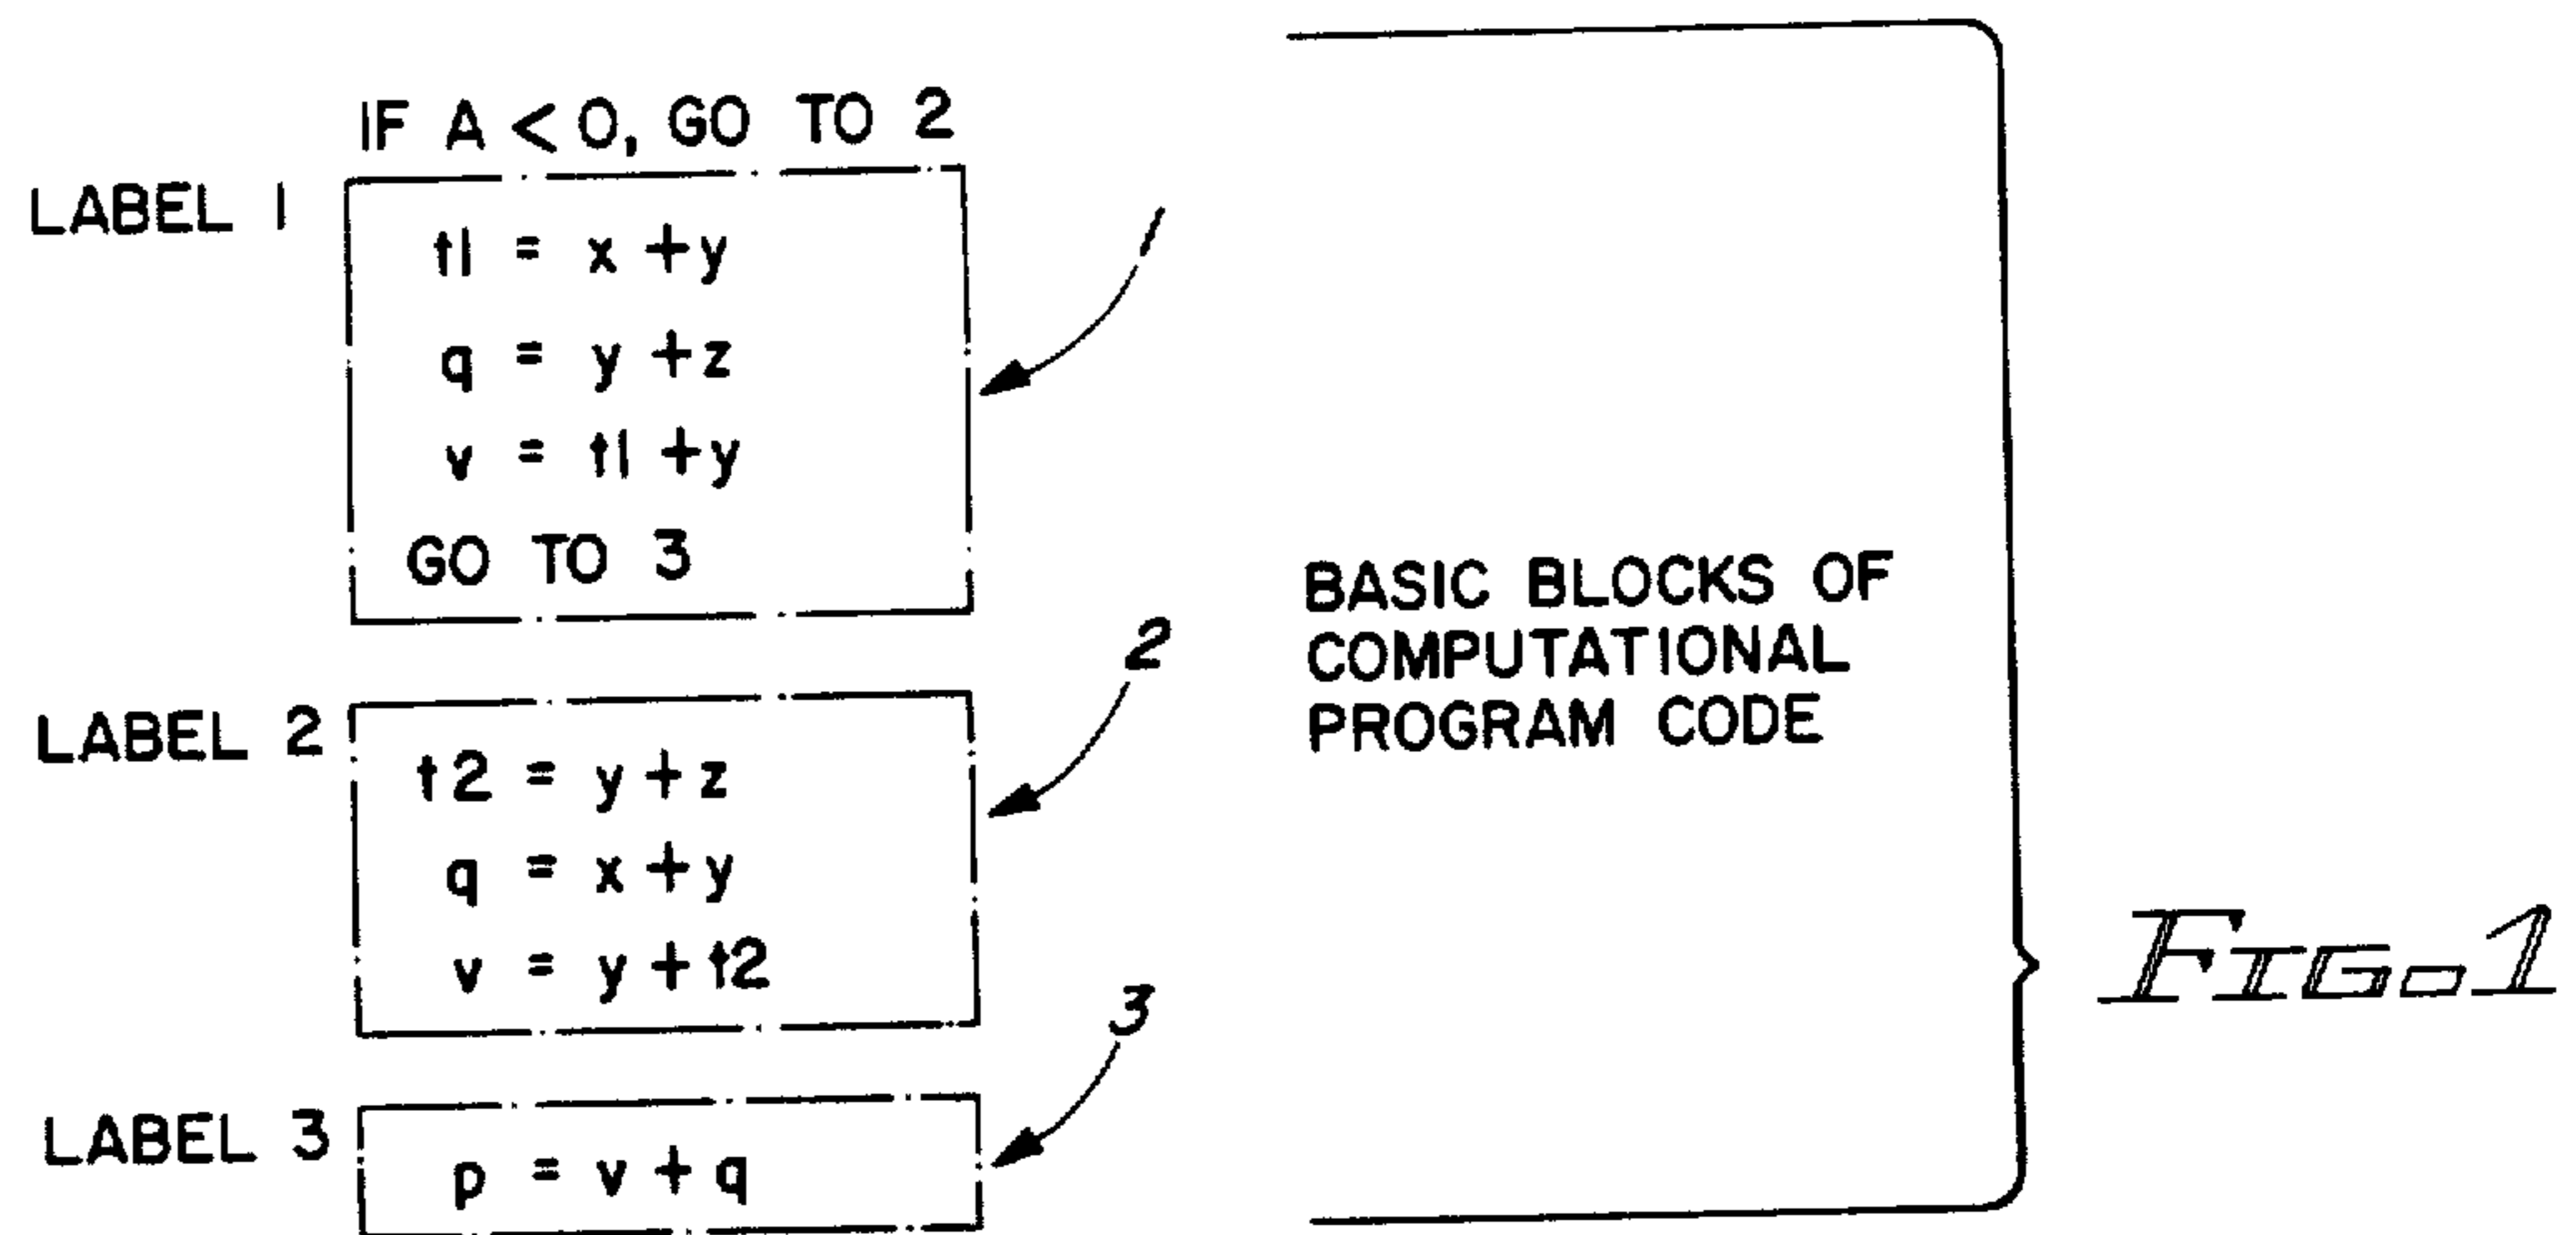 IF A < 0, GO TO 2
LABEL 1
t1 = x + y
q = y + z
v = t1 + y
GO TO 3
1
LABEL 2
t2 = y + z
q = x + y
v = y + t2
2
LABEL 3
p = v + q
3
BASIC BLOCKS OF
COMPUTATIONAL
PROGRAM CODE
FIG. 1